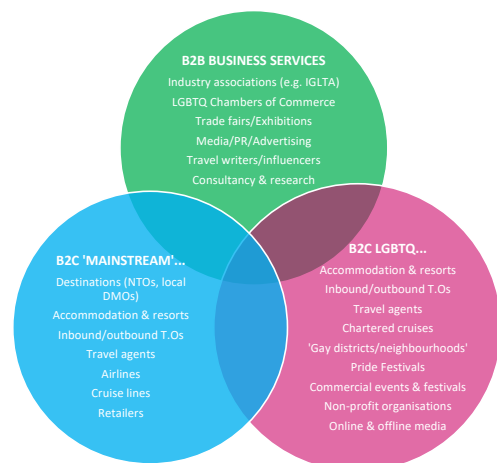 B2B BUSINESS SERVICES
Industry associations (e.g. IGLTA)
LGBTQ Chambers of Commerce
Trade fairs/Exhibitions
Media/PR/Advertising
Travel writers/influencers
Consultancy & research
B2C 'MAINSTREAM'...
Destinations (NTOs, local
DMOs)
Accommodation & resorts
Inbound/outbound T.Os
Travel agents
Airlines
Cruise lines
Retailers
B2C LGBTQ...
Accommodation & resorts
Inbound/outbound T.Os
Travel agents
Chartered cruises
'Gay districts/neighbourhoods'
Pride Festivals
Commercial events & festivals
Non-profit organisations
Online & offline media